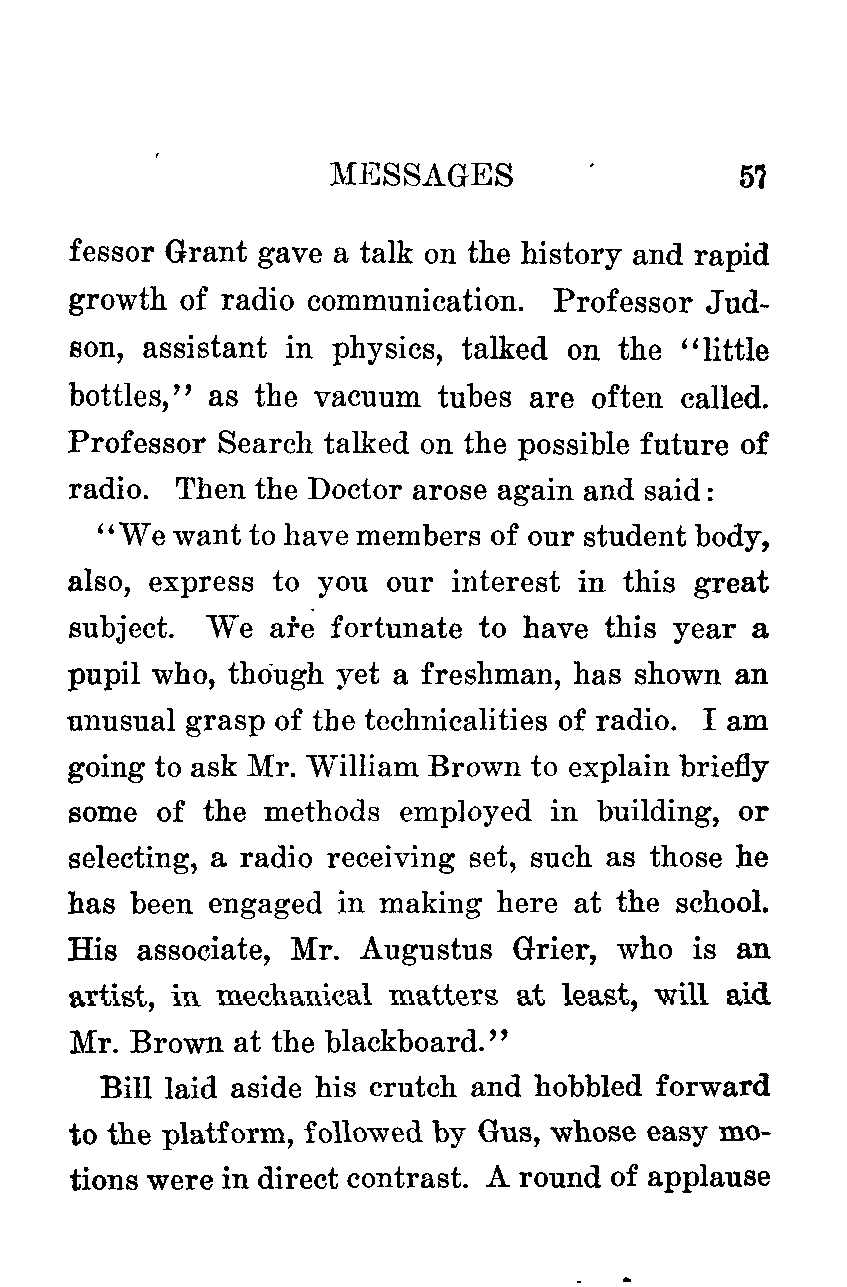 MESSAGES 57
fessor Grant gave a talk on the history and rapid
growth of radio communication. Professor Jud-
son, assistant in physics, talked on the "little
bottles," as the vacuum tubes are often called.
Professor Search talked on the possible future of
radio. Then the Doctor arose again and said:
"We want to have members of our student body,
also, express to you our interest in this great
subject. We are fortunate to have this year a
pupil who, though yet a freshman, has shown an
unusual grasp of the technicalities of radio. I am
going to ask Mr. William Brown to explain briefly
some of the methods employed in building, or
selecting, a radio receiving set, such as those he
has been engaged in making here at the school.
His associate, Mr. Augustus Grier, who is an
artist, in mechanical matters at least, will aid
Mr. Brown at the blackboard."
Bill laid aside his crutch and hobbled forward
to the platform, followed by Gus, whose easy mo-
tions were in direct contrast. A round of applause